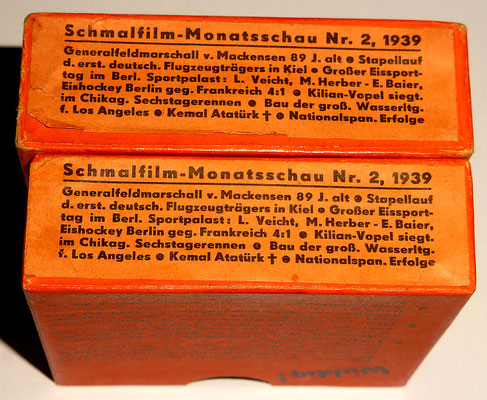 Schmalfilm-Monatsschau Nr. 2, 1939
Generalfeldmarschall v. Mackensen 89 J. alt ● Stapellauf
d. erst. deutsch. Flugzeugträgers in Kiel ● Großer Eissport-
tag im Berl. Sportpalast: L. Veicht, M. Herber - E. Baier,
Eishockey Berlin geg. Frankreich 4:1 ● Kilian-Vopel siegt.
im Chikag. Sechstagerennen ● Bau der groß. Wasserltg.
f. Los Angeles ● Kemal Atatürk † ● Nationalspan. Erfolge
Schmalfilm-Monatsschau Nr. 2, 1939
Generalfeldmarschall v. Mackensen 89 J. alt ● Stapellauf
d. erst. deutsch. Flugzeugträgers in Kiel ● Großer Eissport-
tag im Berl. Sportpalast: L. Veicht, M. Herber - E. Baier,
Eishockey Berlin geg. Frankreich 4:1 ● Kilian-Vopel siegt.
im Chikag. Sechstagerennen ● Bau der groß. Wasserltg.
f. Los Angeles ● Kemal Atatürk † ● Nationalspan. Erfolge
Wichtig!